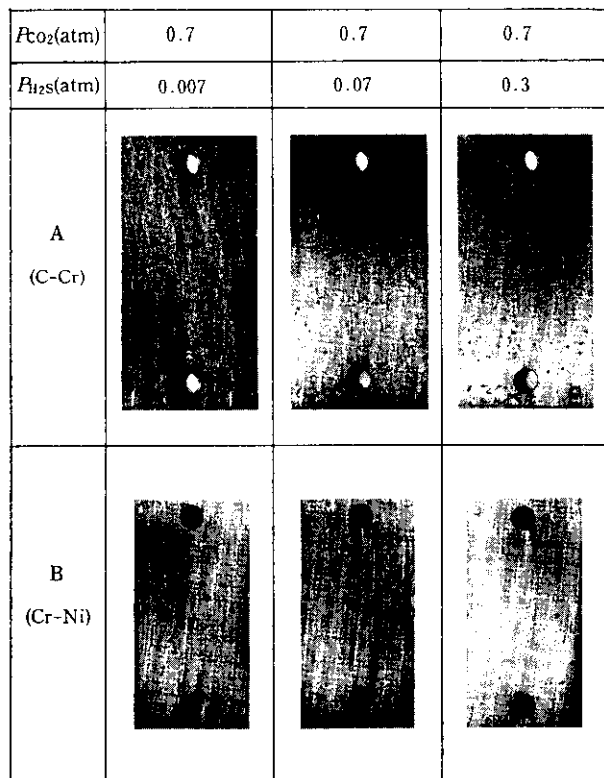 PCO₂(atm) 0.7 0.7 0.7
PH₂S(atm) 0.007 0.07 0.3
A
(C-Cr)
B
(Cr-Ni)